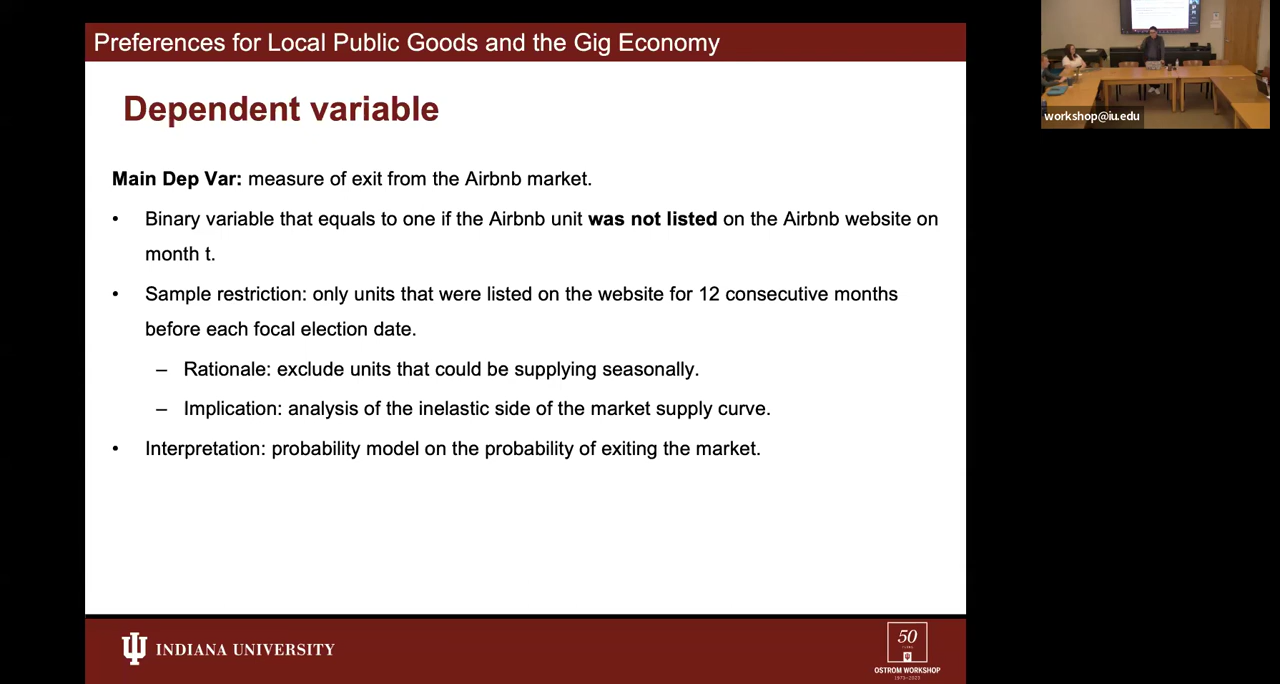 Preferences for Local Public Goods and the Gig Economy
Dependent variable
Main Dep Var: measure of exit from the Airbnb market.
• Binary variable that equals to one if the Airbnb unit was not listed on the Airbnb website on
month t.
• Sample restriction: only units that were listed on the website for 12 consecutive months
before each focal election date.
– Rationale: exclude units that could be supplying seasonally.
– Implication: analysis of the inelastic side of the market supply curve.
• Interpretation: probability model on the probability of exiting the market.
INDIANA UNIVERSITY
50
OSTROM WORKSHOP
1973–2023
workshop@iu.edu